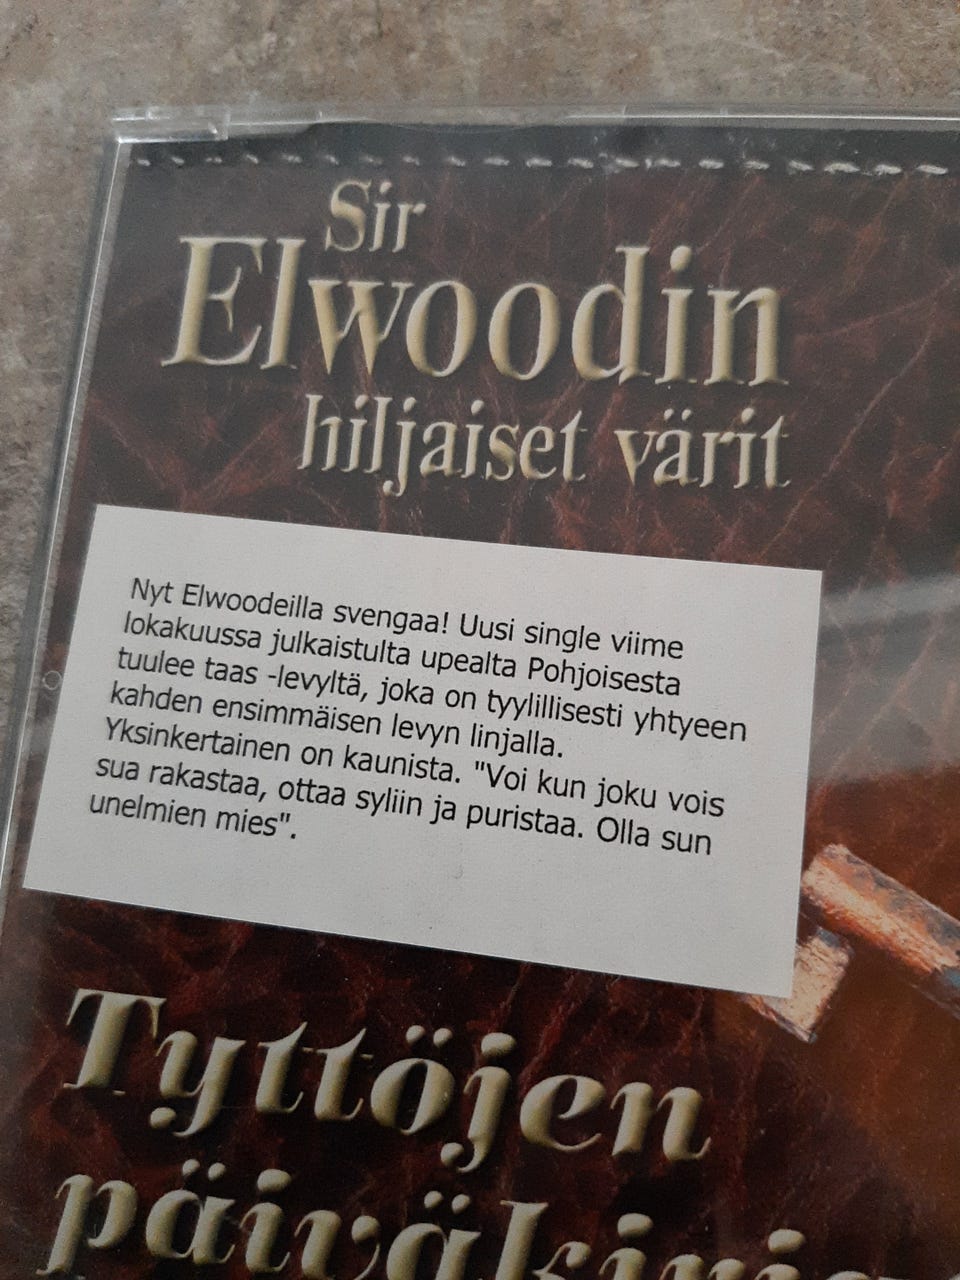 Sir
Elwoodin
hiljaiset värit
Nyt Elwoodeilla svengaa! Uusi single viime
lokakuussa julkaistulta upealta Pohjoisesta
tuulee taas -levyltä, joka on tyylillisesti yhtyeen
kahden ensimmäisen levyn linjalla.
Yksinkertainen on kaunista. "Voi kun joku vois
sua rakastaa, ottaa syliin ja puristaa. Olla sun
unelmien mies".
Tyttöjen